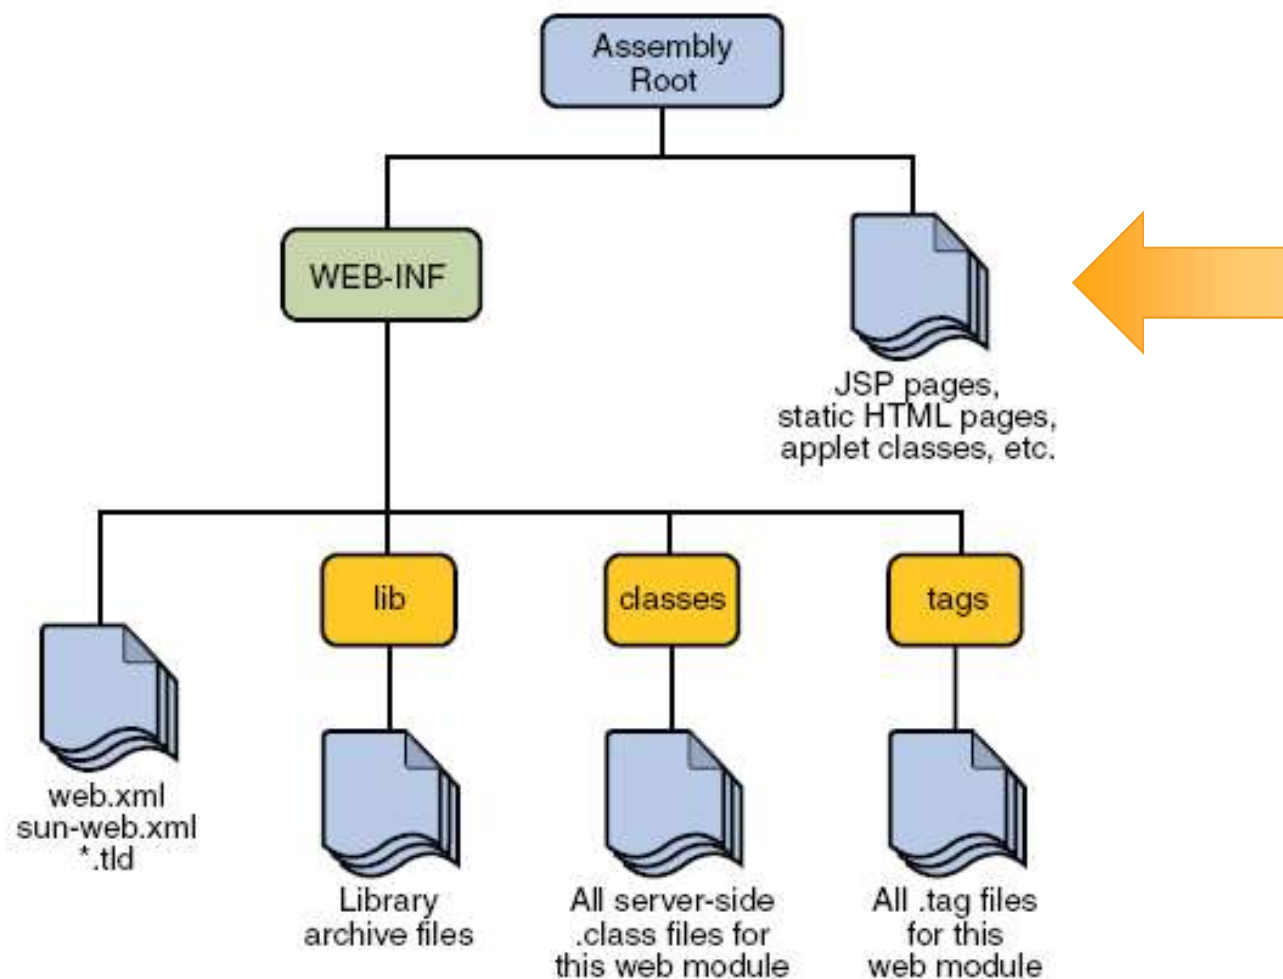 Assembly
Root
WEB-INF
JSP pages,
static HTML pages,
applet classes, etc.
lib
classes
tags
web.xml
sun-web.xml
*.tld
Library
archive files
All server-side
.class files for
this web module
All .tag files
for this
web module